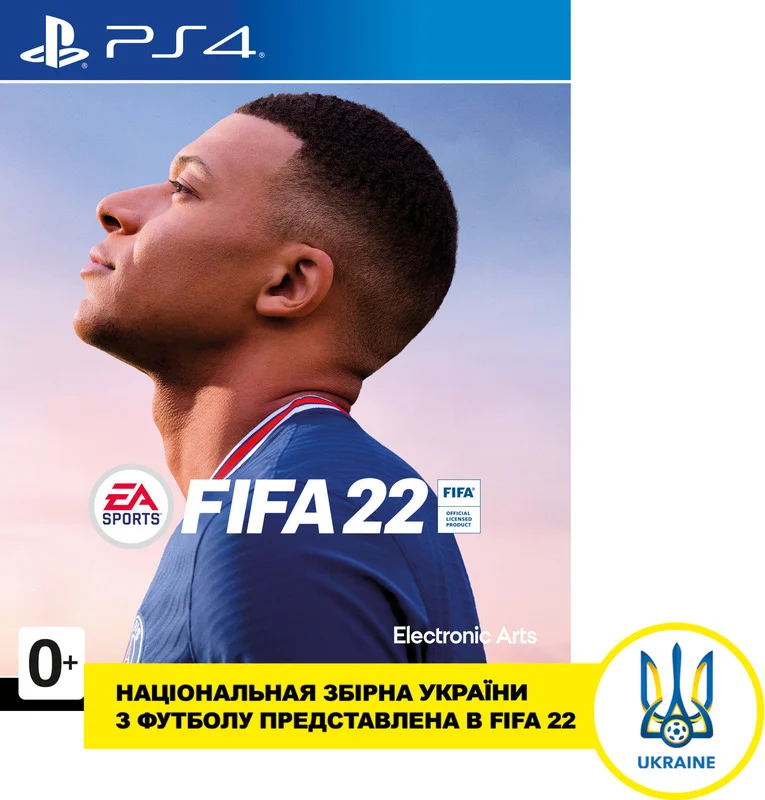 PS4
EA
SPORTS
FIFA 22
FIFA
OFFICIAL
LICENSED
PRODUCT
Electronic Arts
0+
НАЦІОНАЛЬНАЯ ЗБІРНА УКРАЇНИ
З ФУТБОЛУ ПРЕДСТАВЛЕНА В FIFA 22
UKRAINE